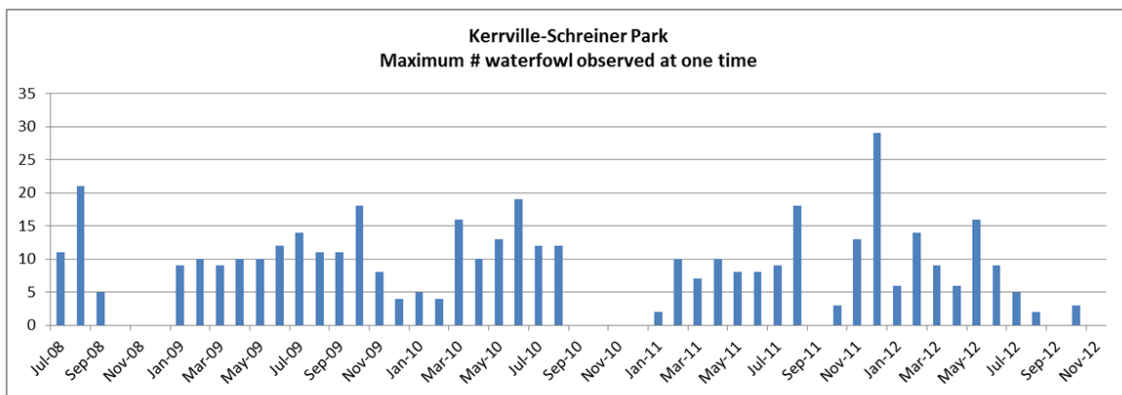 Kerrville-Schreiner Park
Maximum # waterfowl observed at one time
35
30
25
20
15
10
5
0
Jul-08
Sep-08
Nov-08
Jan-09
Mar-09
May-09
Jul-09
Sep-09
Nov-09
Jan-10
Mar-10
May-10
Jul-10
Sep-10
Nov-10
Jan-11
Mar-11
May-11
Jul-11
Sep-11
Nov-11
Jan-12
Mar-12
May-12
Jul-12
Sep-12
Nov-12